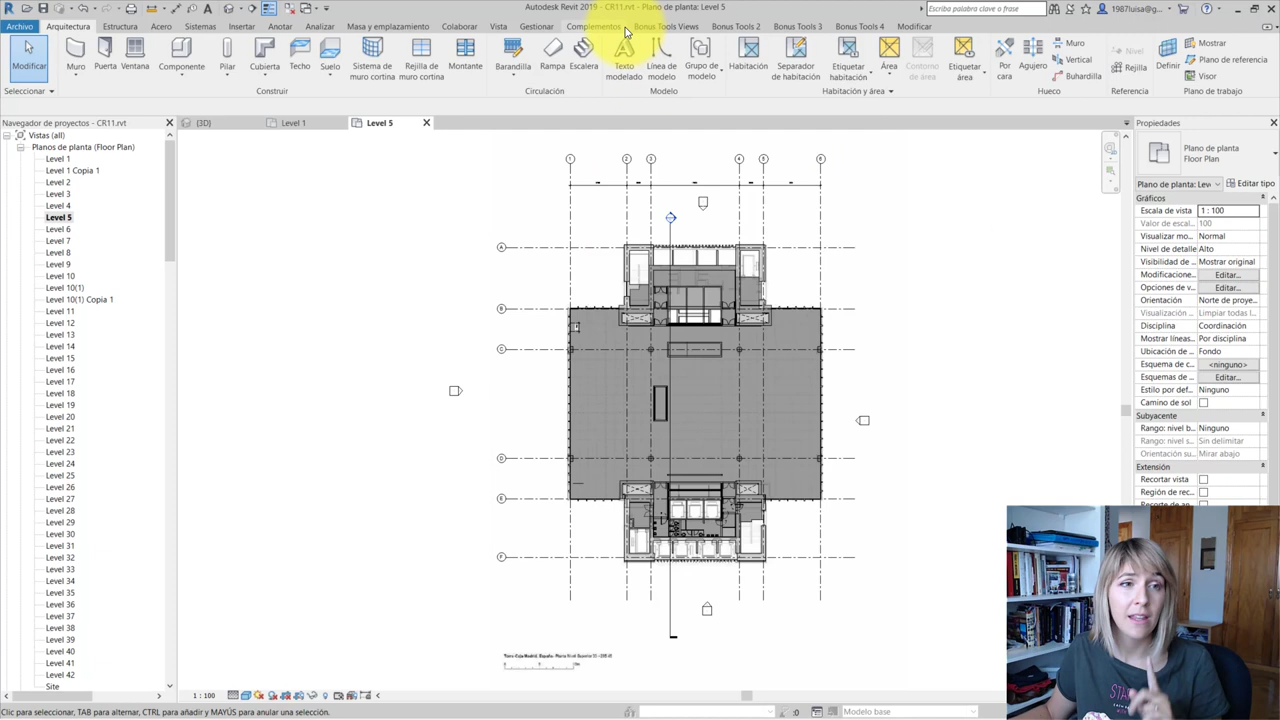 Autodesk Revit 2019 - CR11.rvt - Plano de planta: Level 5
Escriba palabra clave o frase
1987luisa@...
Archivo Arquitectura Estructura Acero Sistemas Insertar Anotar Analizar Masa y emplazamiento Colaborar Vista Gestionar Complementos Bonus Tools Views Bonus Tools 2 Bonus Tools 3 Bonus Tools 4 Modificar
Modificar Muro Puerta Ventana Componente Pilar Cubierta Techo Suelo Sistema de muro cortina Rejilla de muro cortina Montante Barandilla Rampa Escalera Texto modelado Línea de modelo Grupo de modelo Habitación Separador de habitación Etiquetar habitación Área Contorno de área Etiquetar área Por cara Agujero Muro Vertical Buhardilla Nivel Rejilla Definir Mostrar Plano de referencia Visor
Seleccionar Construir Circulación Modelo Habitación y área Hueco Referencia Plano de trabajo
Navegador de proyectos - CR11.rvt
{3D} Level 1 Level 5
Vistas (all)
Planos de planta (Floor Plan)
Level 1
Level 1 Copia 1
Level 2
Level 3
Level 4
Level 5
Level 6
Level 7
Level 8
Level 9
Level 10
Level 10(1)
Level 10(1) Copia 1
Level 11
Level 12
Level 13
Level 14
Level 15
Level 16
Level 17
Level 18
Level 19
Level 20
Level 21
Level 22
Level 23
Level 24
Level 25
Level 26
Level 27
Level 28
Level 29
Level 30
Level 31
Level 32
Level 33
Level 34
Level 35
Level 36
Level 37
Level 38
Level 39
Level 40
Level 41
Level 42
Site
1 2 3 4 5 6
A
B
C
D
E
F
Propiedades
Plano de planta
Floor Plan
Plano de planta: Leve Editar tipo
Gráficos
Escala de vista 1 : 100
Valor de escal... 100
Visualizar mo... Normal
Nivel de detalle Alto
Visibilidad de ... Mostrar original
Modificacione... Editar...
Opciones de v... Editar...
Orientación Norte de proye...
Visualización ... Limpiar todas l...
Disciplina Coordinación
Mostrar líneas... Por disciplina
Ubicación de ... Fondo
Esquema de c... <ninguno>
Esquemas de ... Editar...
Estilo por def... Ninguno
Camino de sol
Subyacente
Rango: nivel b... Ninguno
Rango: nivel s... Sin delimitar
Orientación su... Mirar abajo
Extensión
Recortar vista
Región de rec...
1 : 100
Clic para seleccionar, TAB para alternar, CTRL para añadir y MAYÚS para anular una selección.
:0
Modelo base